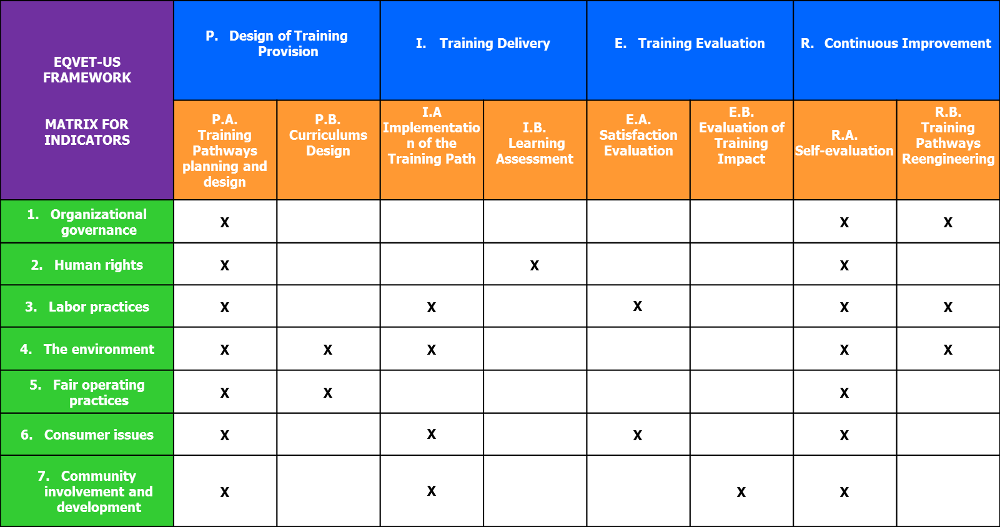 EQVET-US
FRAMEWORK
MATRIX FOR
INDICATORS
P. Design of Training
Provision
I. Training Delivery
E. Training Evaluation
R. Continuous Improvement
P.A.
Training
Pathways
planning and
design
P.B.
Curriculums
Design
I.A
Implementatio
n of the
Training Path
I.B.
Learning
Assessment
E.A.
Satisfaction
Evaluation
E.B.
Evaluation of
Training
Impact
R.A.
Self-evaluation
R.B.
Training
Pathways
Reengineering
1. Organizational
governance
X X X
2. Human rights
X X X
3. Labor practices
X X X X X
4. The environment
X X X X X
5. Fair operating
practices
X X X
6. Consumer issues
X X X X
7. Community
involvement and
development
X X X X